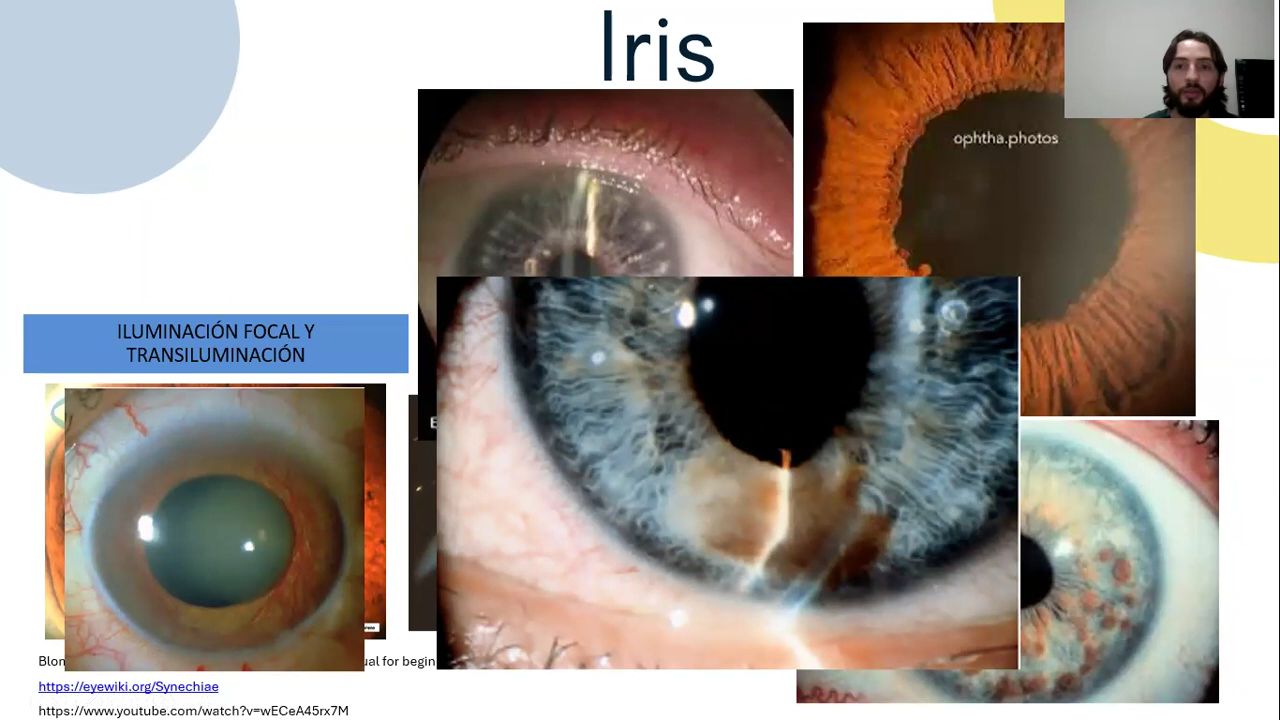 Iris
ophtha.photos
ILUMINACIÓN FOCAL Y
TRANSILUMINACIÓN
https://eyewiki.org/Synechiae
https://www.youtube.com/watch?v=wECeA45rx7M